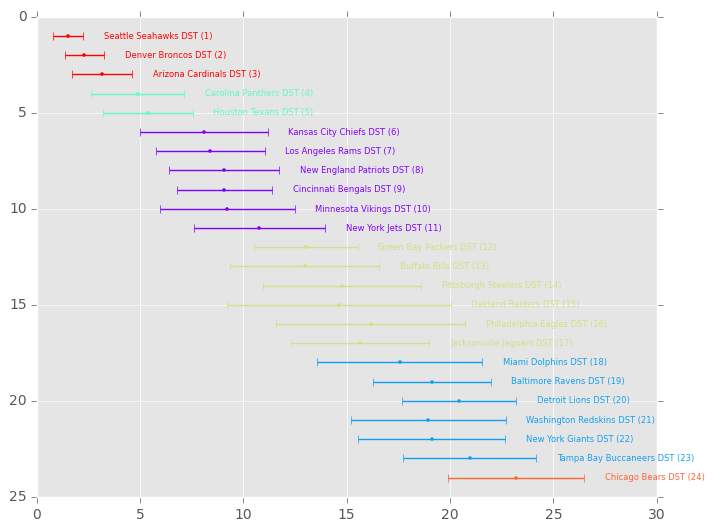 0
Seattle Seahawks DST (1)
Denver Broncos DST (2)
Arizona Cardinals DST (3)
Carolina Panthers DST (4)
5
Houston Texans DST (5)
Kansas City Chiefs DST (6)
Los Angeles Rams DST (7)
New England Patriots DST (8)
Cincinnati Bengals DST (9)
10
Minnesota Vikings DST (10)
New York Jets DST (11)
Green Bay Packers DST (12)
Buffalo Bills DST (13)
Pittsburgh Steelers DST (14)
15
Oakland Raiders DST (15)
Philadelphia Eagles DST (16)
Jacksonville Jaguars DST (17)
Miami Dolphins DST (18)
Baltimore Ravens DST (19)
20
Detroit Lions DST (20)
Washington Redskins DST (21)
New York Giants DST (22)
Tampa Bay Buccaneers DST (23)
Chicago Bears DST (24)
25
0 5 10 15 20 25 30